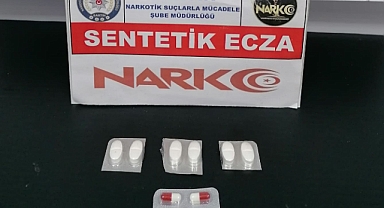 NARKOTİK SUÇLARLA MÜCADELE
ŞUBE MÜDÜRLÜĞÜ
NARKO
SENTETİK ECZA
NARKO